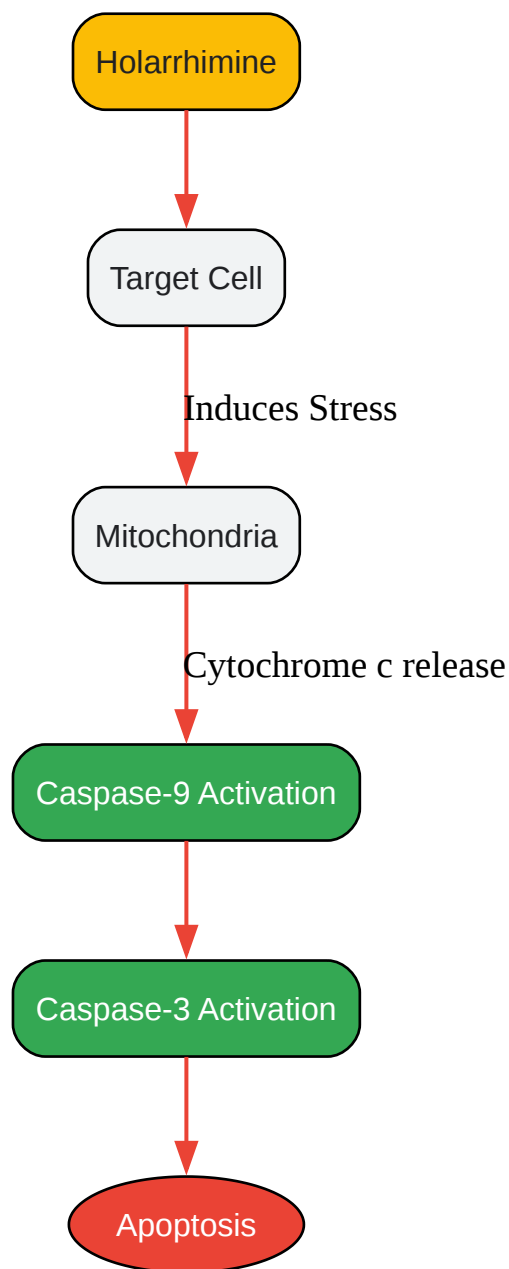 Holarrhimine
Target Cell
Induces Stress
Mitochondria
Cytochrome c release
Caspase-9 Activation
Caspase-3 Activation
Apoptosis